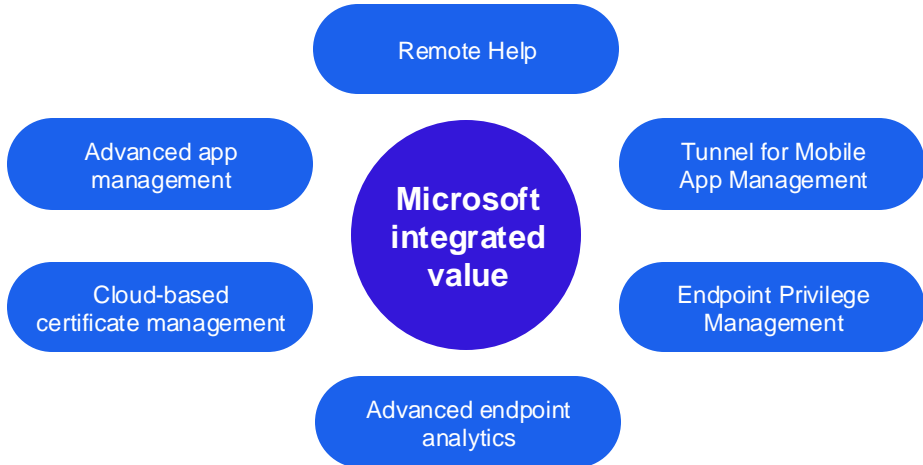 Remote Help
Advanced app
management
Tunnel for Mobile
App Management
Microsoft
integrated
value
Cloud-based
certificate management
Endpoint Privilege
Management
Advanced endpoint
analytics